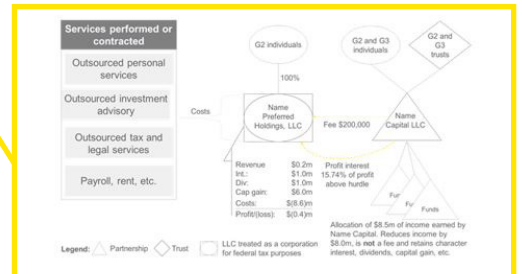 Services performed or
contracted
Outsourced personal
services
Outsourced investment
advisory
Outsourced tax and
legal services
Payroll, rent, etc.
Costs
G2 individuals
100%
Name
Preferred
Holdings, LLC
Fee $200,000
G2 and G3
individuals
G2 and
G3
trusts
Name
Capital LLC
Revenue $0.2m
Int.: $1.0m
Div: $1.0m
Cap gain: $6.0m
Costs: $(8.6)m
Profit/(loss): $(0.4)m
Profit interest
15.74% of profit
above hurdle
Fur
Fu
Funds
Allocation of $8.5m of income earned by
Name Capital. Reduces income by
$8.0m, is not a fee and retains character
interest, dividends, capital gain, etc.
Legend:
Partnership
Trust
LLC treated as a corporation
for federal tax purposes